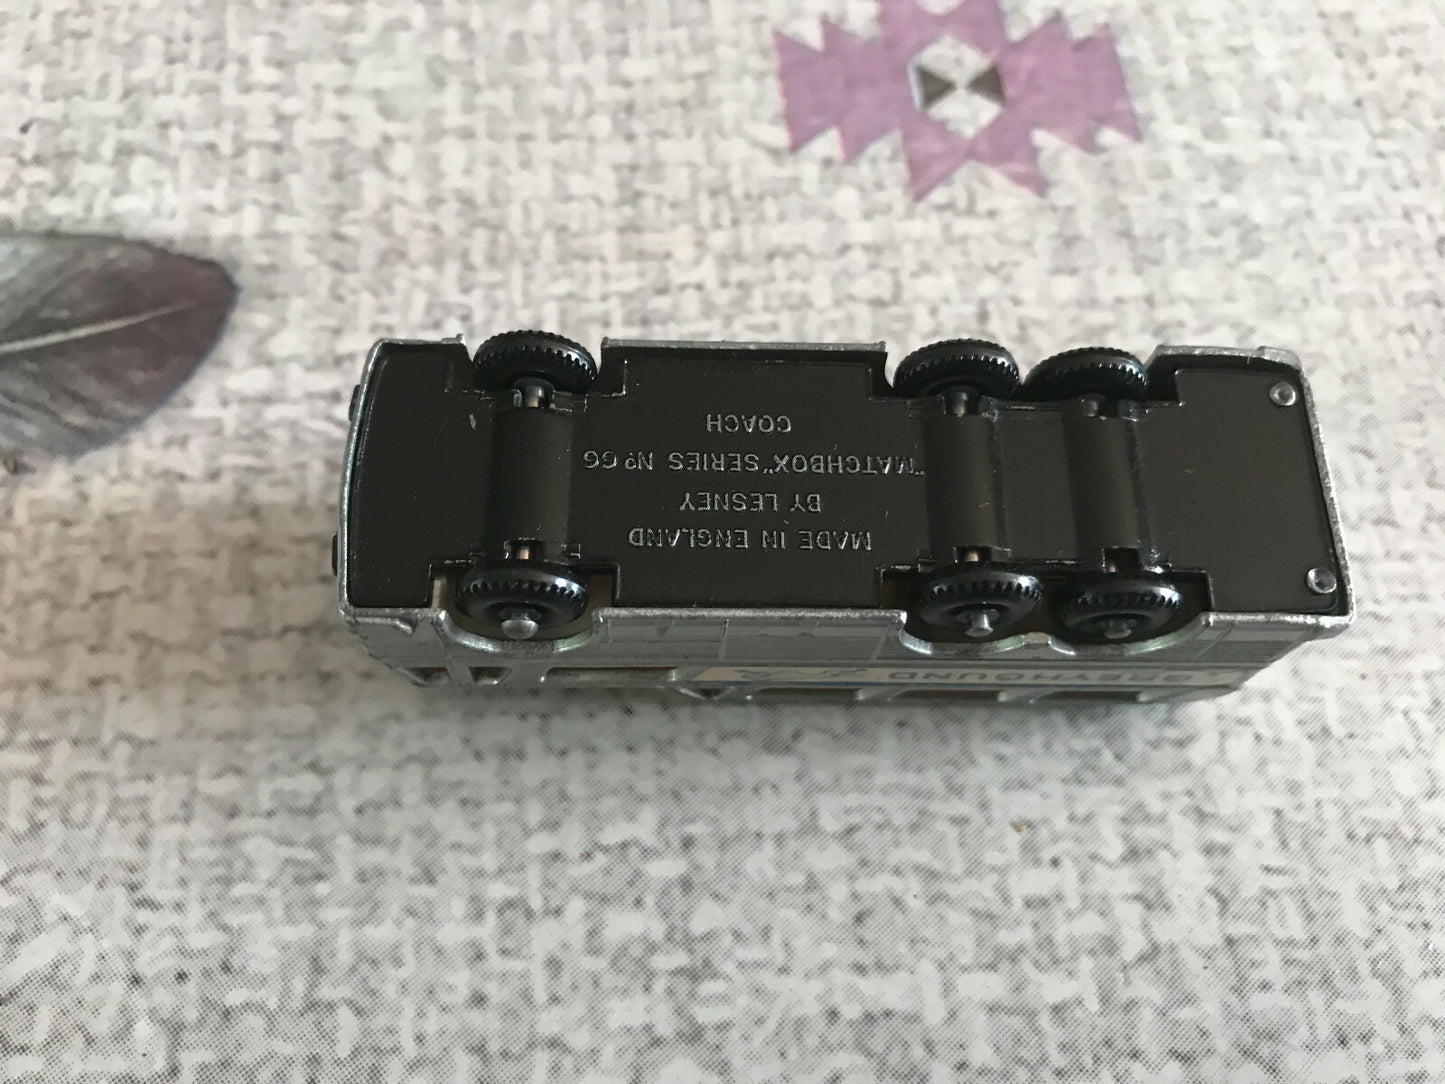 COACH
"MATCHBOX" SERIES Nº 66
BY LESNEY
MADE IN ENGLAND
GREYHOUND